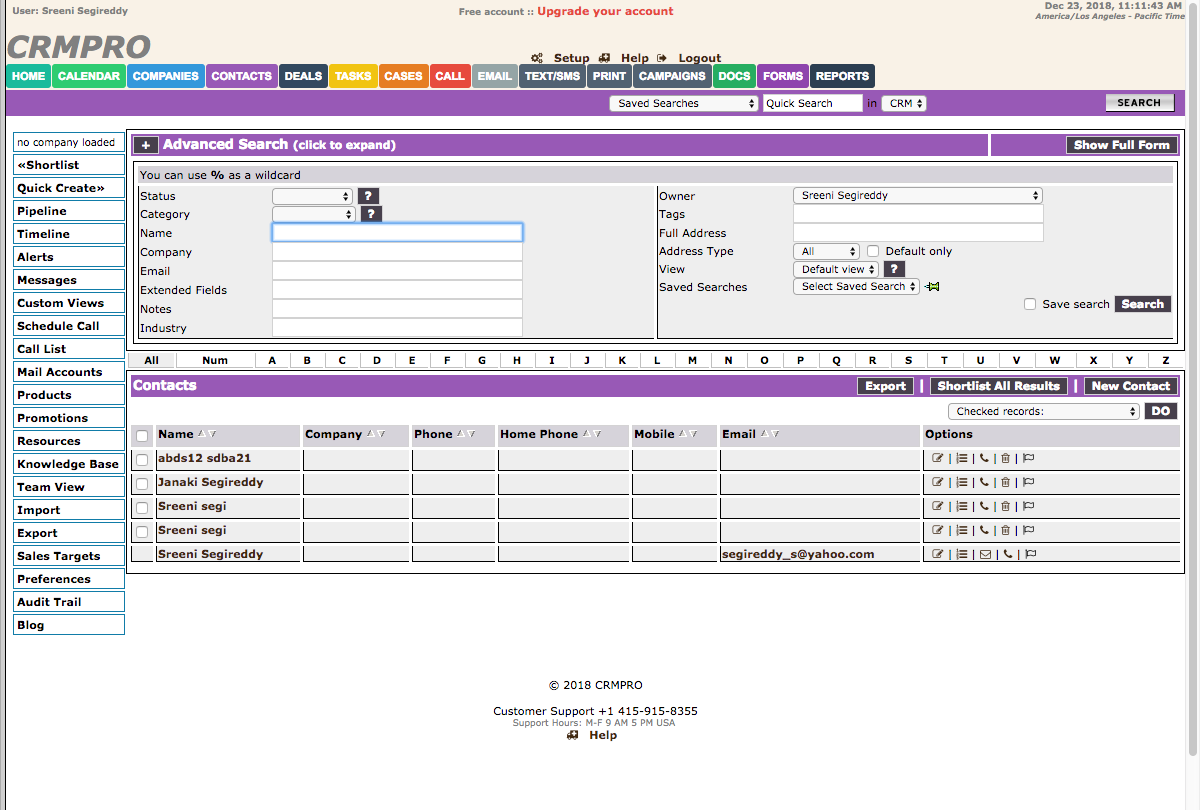 User: Sreeni Segireddy
Free account :: Upgrade your account
Dec 23, 2018, 11:11:43 AM
America/Los Angeles - Pacific Time
CRMPRO
Setup Help Logout
HOME CALENDAR COMPANIES CONTACTS DEALS TASKS CASES CALL EMAIL TEXT/SMS PRINT CAMPAIGNS DOCS FORMS REPORTS
Saved Searches Quick Search in CRM SEARCH
no company loaded
«Shortlist
Quick Create»
Pipeline
Timeline
Alerts
Messages
Custom Views
Schedule Call
Call List
Mail Accounts
Products
Promotions
Resources
Knowledge Base
Team View
Import
Export
Sales Targets
Preferences
Audit Trail
Blog
+ Advanced Search (click to expand) Show Full Form
You can use % as a wildcard
Status ?
Category ?
Name
Company
Email
Extended Fields
Notes
Industry
Owner Sreeni Segireddy
Tags
Full Address
Address Type All Default only
View Default view ?
Saved Searches Select Saved Search
Save search Search
All Num A B C D E F G H I J K L M N O P Q R S T U V W X Y Z
Contacts Export | Shortlist All Results | New Contact
Checked records: DO
Name Company Phone Home Phone Mobile Email Options
abds12 sdba21 | | | |
Janaki Segireddy | | | |
Sreeni segi | | | |
Sreeni segi | | | |
Sreeni Segireddy segireddy_s@yahoo.com | | | |
© 2018 CRMPRO
Customer Support +1 415-915-8355
Support Hours: M-F 9 AM 5 PM USA
Help